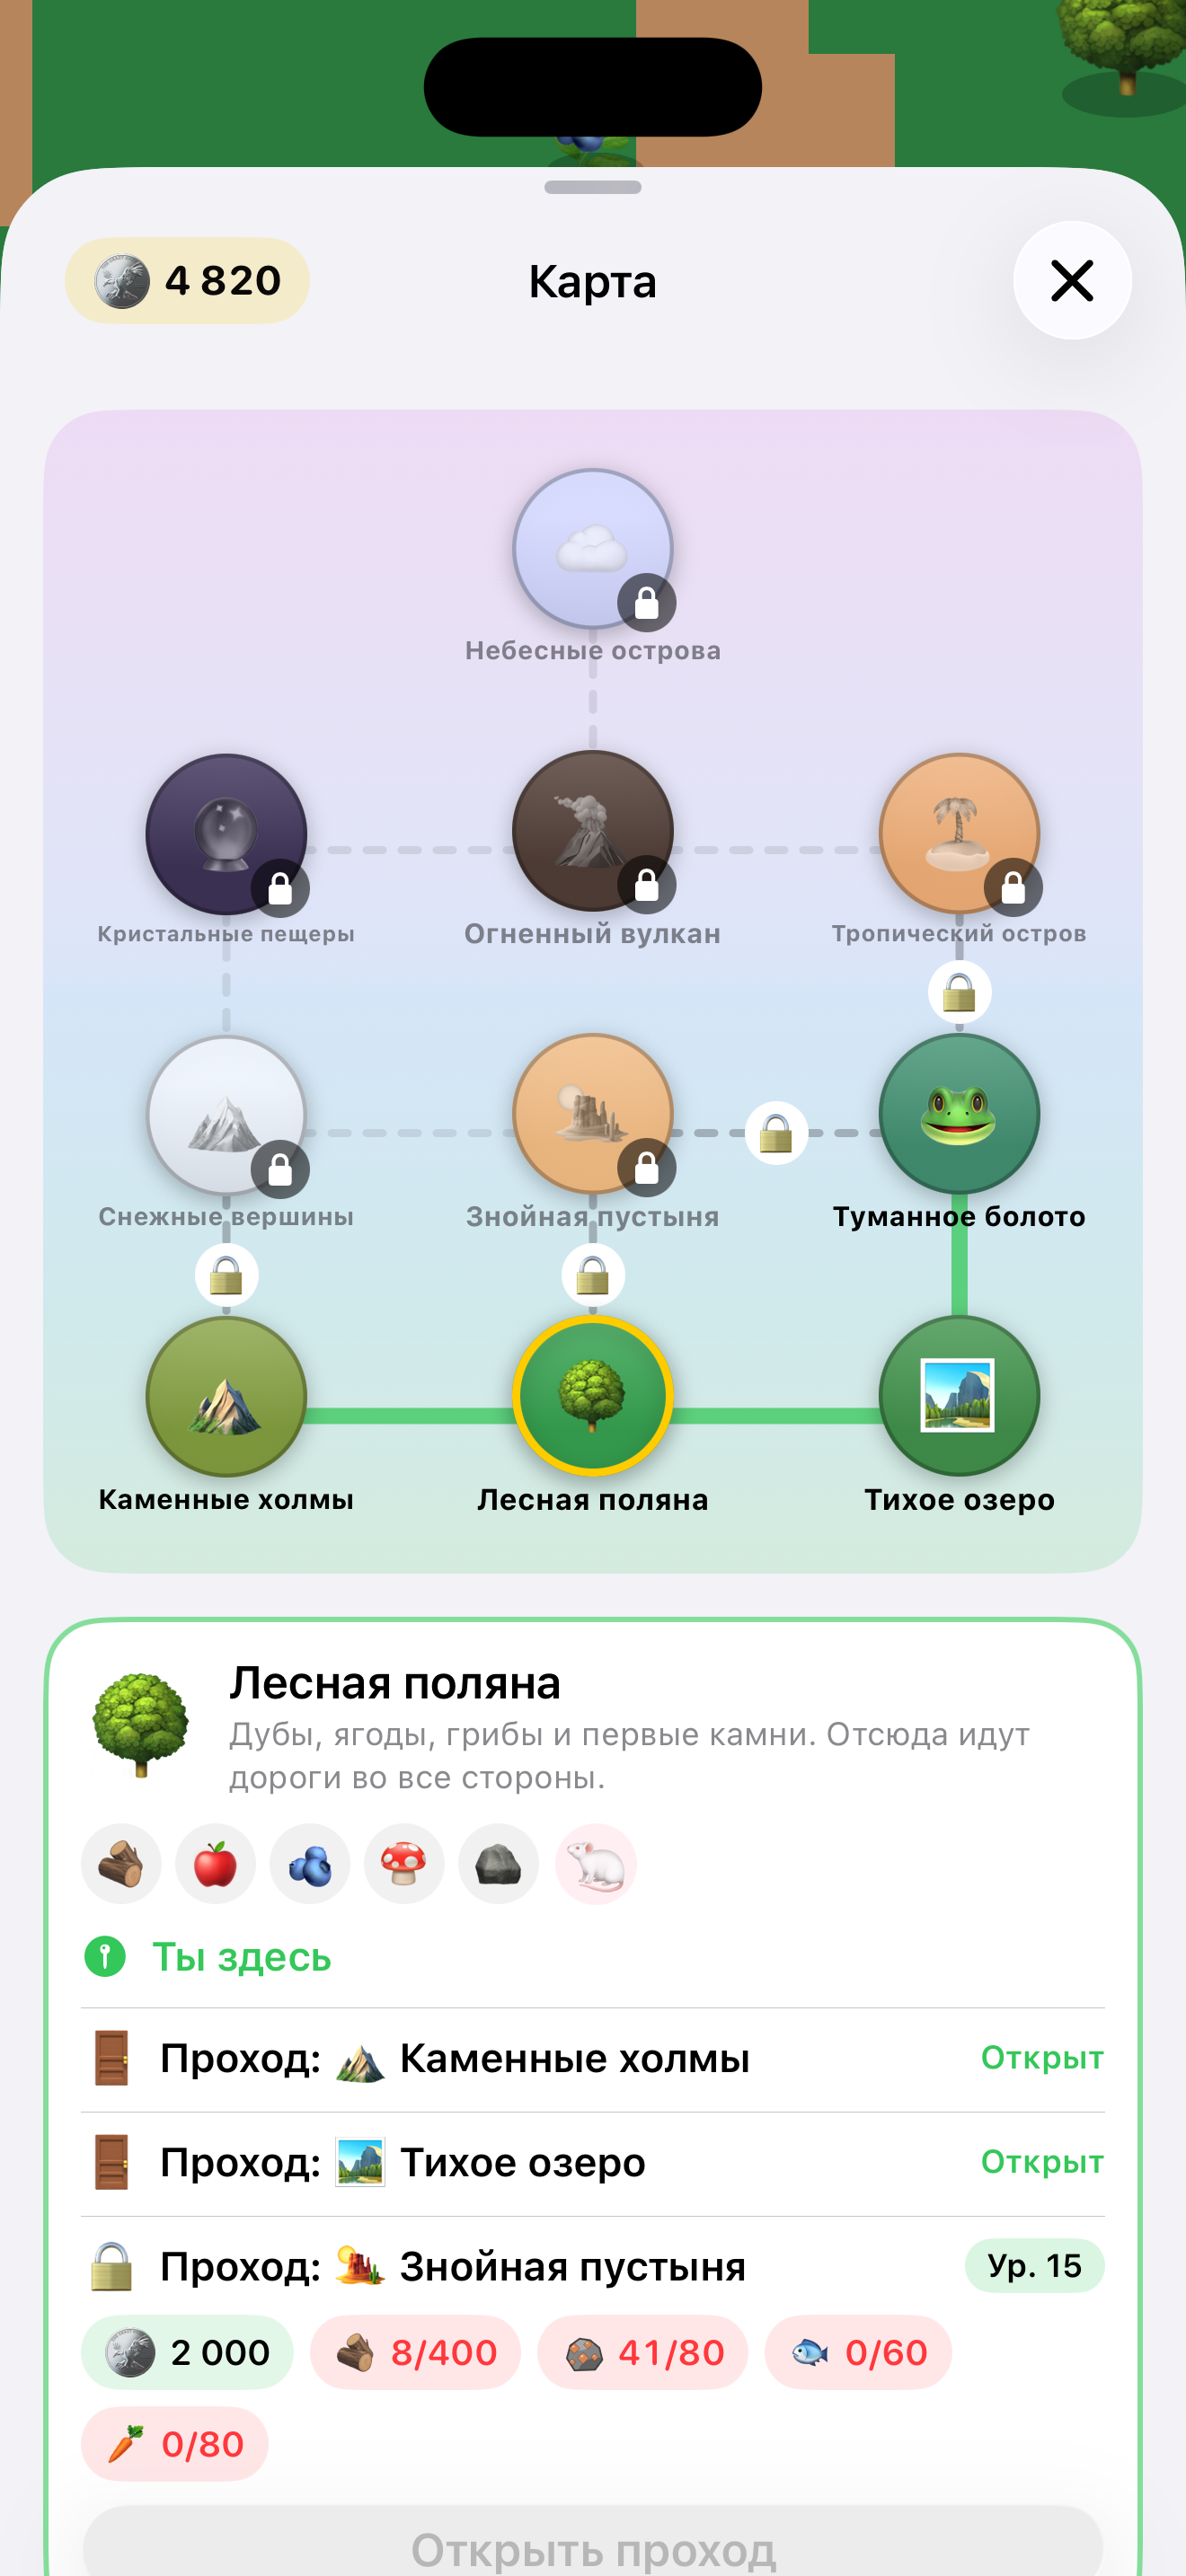 4 820
Карта
Небесные острова
Кристальные пещеры
Огненный вулкан
Тропический остров
Снежные вершины
Знойная пустыня
Туманное болото
Каменные холмы
Лесная поляна
Тихое озеро
Лесная поляна
Дубы, ягоды, грибы и первые камни. Отсюда идут
дороги во все стороны.
Ты здесь
Проход: Каменные холмы
Открыт
Проход: Тихое озеро
Открыт
Проход: Знойная пустыня
Ур. 15
2 000
8/400
41/80
0/60
0/80
Открыть проход